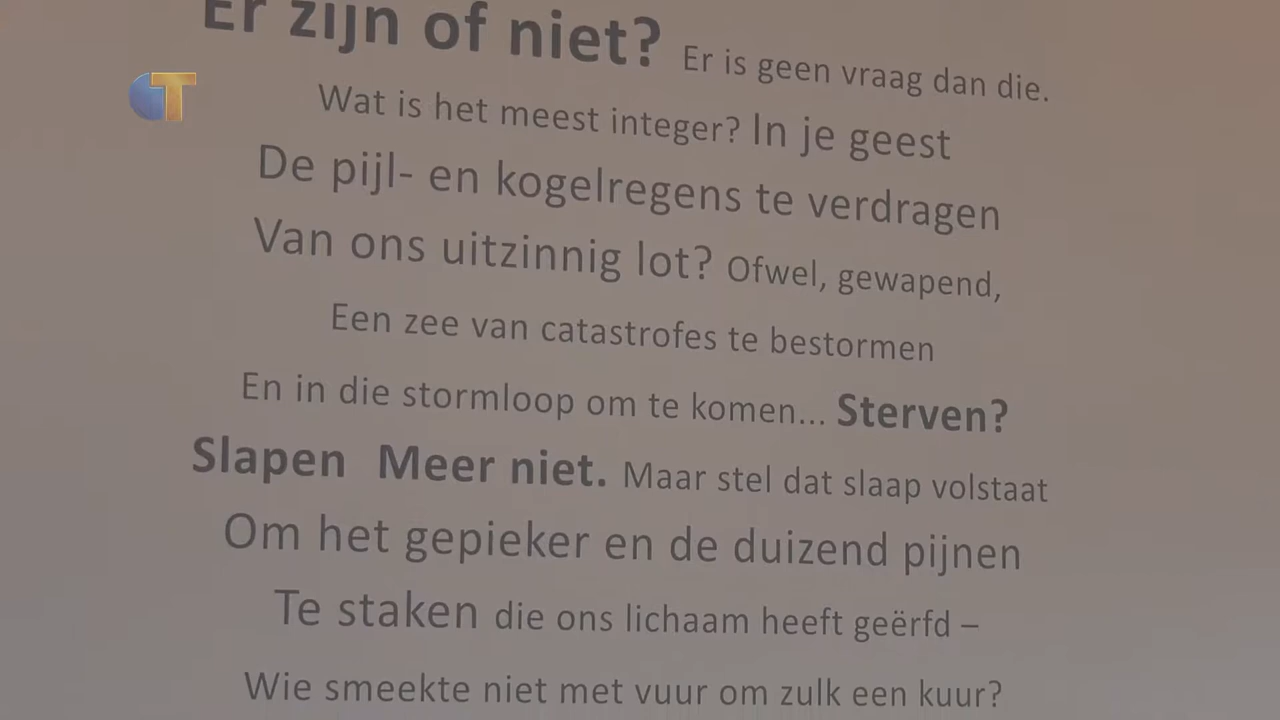 Er zijn of niet? Er is geen vraag dan die.
T
Wat is het meest integer? In je geest
De pijl- en kogelregens te verdragen
Van ons uitzinnig lot? Ofwel, gewapend,
Een zee van catastrofes te bestormen
En in die stormloop om te komen... Sterven?
Slapen Meer niet. Maar stel dat slaap volstaat
Om het gepieker en de duizend pijnen
Te staken die ons lichaam heeft geërfd –
Wie smeekte niet met vuur om zulk een kuur?